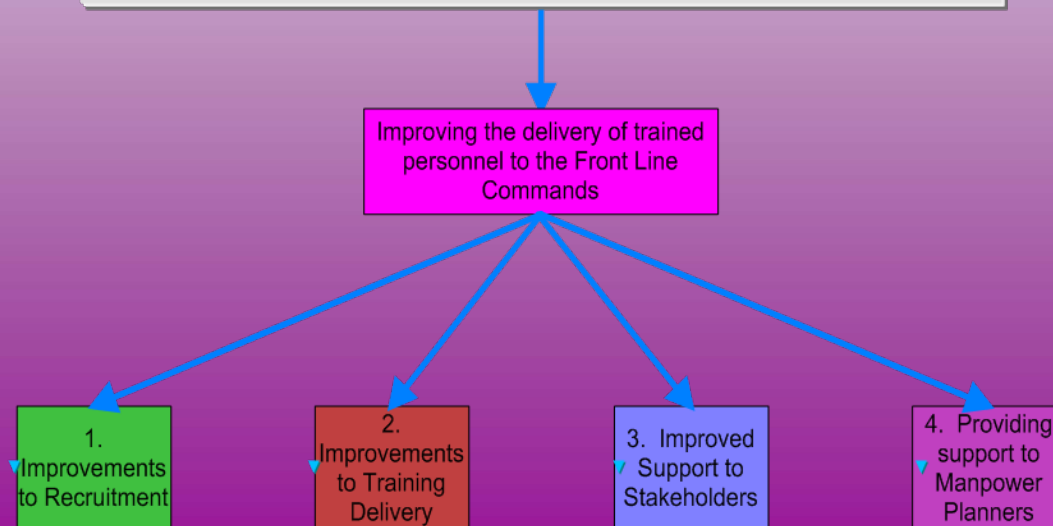 Improving the delivery of trained
personnel to the Front Line
Commands
1.
Improvements
to Recruitment
2.
Improvements
to Training
Delivery
3. Improved
Support to
Stakeholders
4. Providing
support to
Manpower
Planners